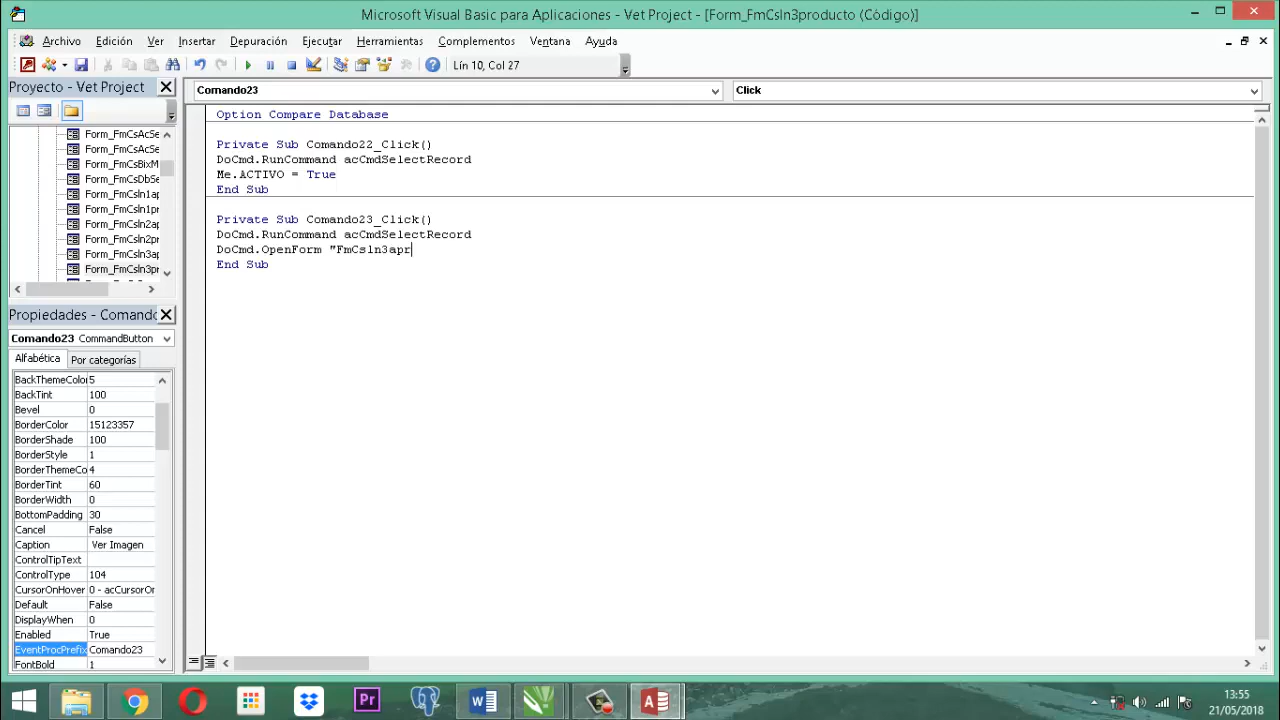 Microsoft Visual Basic para Aplicaciones - Vet Project - [Form_FmCsln3producto (Código)]
Archivo Edición Ver Insertar Depuración Ejecutar Herramientas Complementos Ventana Ayuda
Lín 10, Col 27
Proyecto - Vet Project
Form_FmCsAcSe
Form_FmCsAcSe
Form_FmCsBixM
Form_FmCsDbSe
Form_FmCsln1ap
Form_FmCsln1pr
Form_FmCsln2ap
Form_FmCsln2pr
Form_FmCsln3ap
Form_FmCsln3pr
Propiedades - Comando
Comando23 CommandButton
Alfabética Por categorías
BackThemeColor 5
BackTint 100
Bevel 0
BorderColor 15123357
BorderShade 100
BorderStyle 1
BorderThemeCo 4
BorderTint 60
BorderWidth 0
BottomPadding 30
Cancel False
Caption Ver Imagen
ControlTipText
ControlType 104
CursorOnHover 0 - acCursorOn
Default False
DisplayWhen 0
Enabled True
EventProcPrefix Comando23
FontBold 1
Comando23 Click
Option Compare Database
Private Sub Comando22_Click()
DoCmd.RunCommand acCmdSelectRecord
Me.ACTIVO = True
End Sub
Private Sub Comando23_Click()
DoCmd.RunCommand acCmdSelectRecord
DoCmd.OpenForm "FmCsln3apr
End Sub
Pr
13:55
21/05/2018